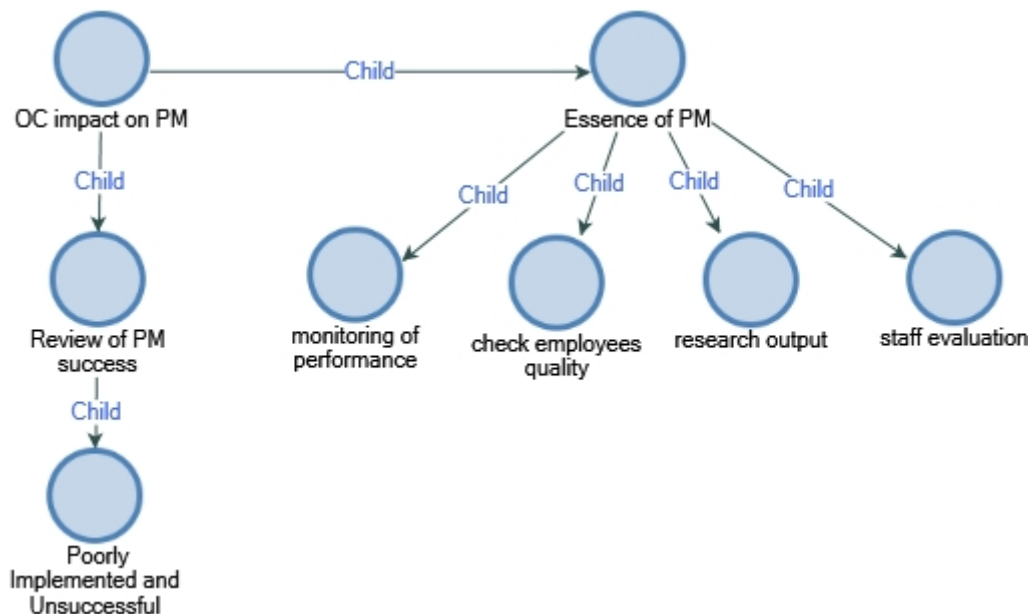 Child
OC impact on PM
Essence of PM
Child
Child
Child
Child
Child
Review of PM
success
monitoring of
performance
check employees
quality
research output
staff evaluation
Child
Poorly
Implemented and
Unsuccessful